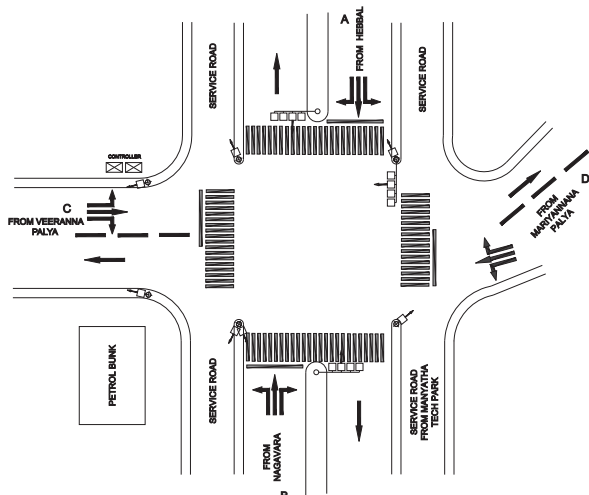 A
FROM HEBBAL
SERVICE ROAD
SERVICE ROAD
CONTROLLER
C
FROM VEERANNA
PALYA
D
FROM
MARIYANNANA
PALYA
PETROL BUNK
SERVICE ROAD
FROM
NAGAVARA
SERVICE ROAD
FROM MANYATHA
TECH PARK